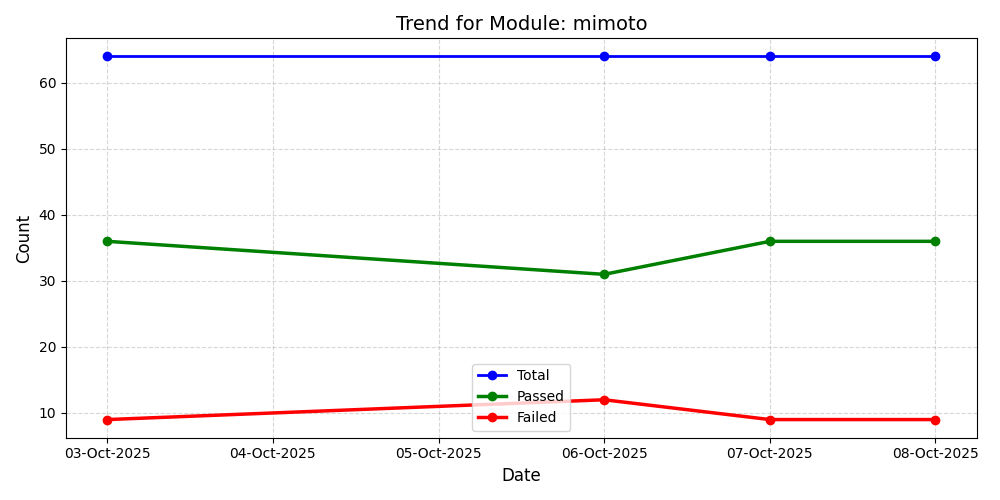 Trend for Module: mimoto
Count
60
50
40
30
20
10
Total
Passed
Failed
03-Oct-2025 04-Oct-2025 05-Oct-2025 06-Oct-2025 07-Oct-2025 08-Oct-2025
Date